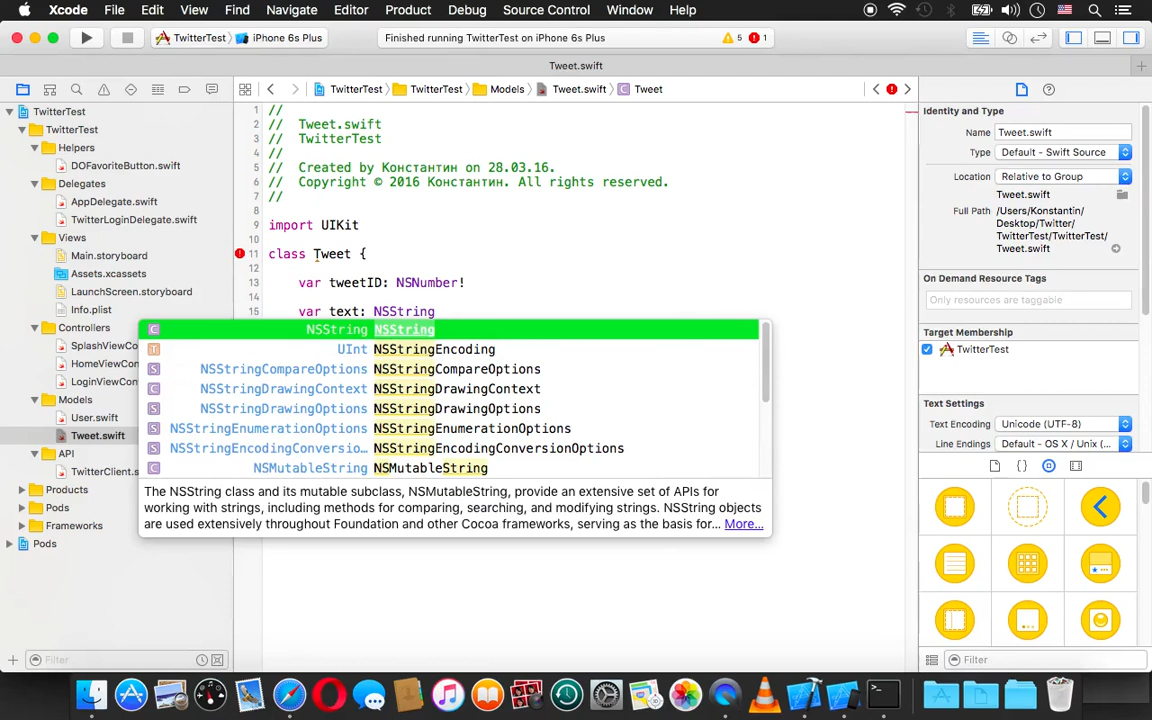 Xcode File Edit View Find Navigate Editor Product Debug Source Control Window Help
TwitterTest iPhone 6s Plus Finished running TwitterTest on iPhone 6s Plus 5 1
Tweet.swift
TwitterTest TwitterTest Models Tweet.swift C Tweet
TwitterTest
TwitterTest
Helpers
DOFavoriteButton.swift
Delegates
AppDelegate.swift
TwitterLoginDelegate.swift
Views
Main.storyboard
Assets.xcassets
LaunchScreen.storyboard
Info.plist
Controllers
SplashViewCo
HomeViewCon
LoginViewCon
Models
User.swift
Tweet.swift
API
TwitterClient.s
Products
Pods
Frameworks
Pods
Filter
1 //
2 // Tweet.swift
3 // TwitterTest
4 //
5 // Created by Константин on 28.03.16.
6 // Copyright © 2016 Константин. All rights reserved.
7 //
8
9 import UIKit
10
11 class Tweet {
12
13 var tweetID: NSNumber!
14
15 var text: NSString
C NSString NSString
T UInt NSStringEncoding
S NSStringCompareOptions NSStringCompareOptions
C NSStringDrawingContext NSStringDrawingContext
S NSStringDrawingOptions NSStringDrawingOptions
S NSStringEnumerationOptions NSStringEnumerationOptions
S NSStringEncodingConversio… NSStringEncodingConversionOptions
C NSMutableString NSMutableString
The NSString class and its mutable subclass, NSMutableString, provide an extensive set of APIs for
working with strings, including methods for comparing, searching, and modifying strings. NSString objects
are used extensively throughout Foundation and other Cocoa frameworks, serving as the basis for… More...
Identity and Type
Name Tweet.swift
Type Default - Swift Source
Location Relative to Group
Tweet.swift
Full Path /Users/Konstantin/
Desktop/Twitter/
TwitterTest/TwitterTest/
Tweet.swift
On Demand Resource Tags
Only resources are taggable
Target Membership
TwitterTest
Text Settings
Text Encoding Unicode (UTF-8)
Line Endings Default - OS X / Unix (...
Filter